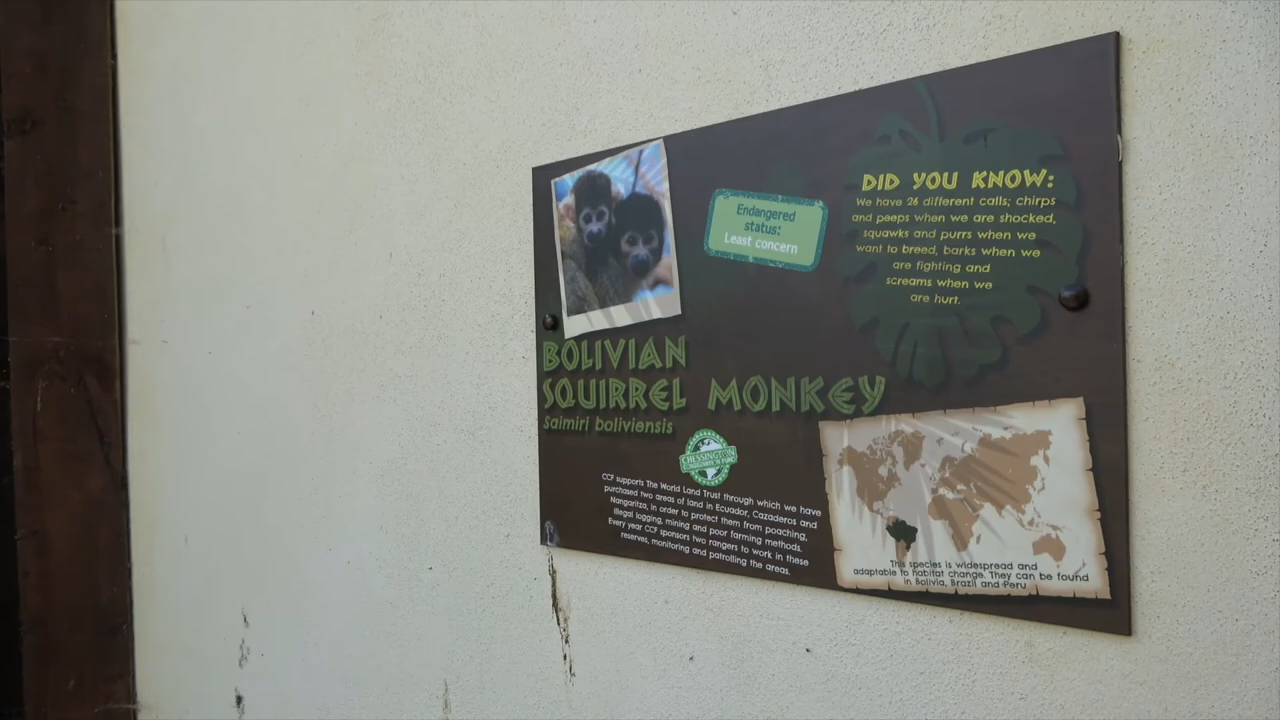 Endangered
status:
Least concern
DID YOU KNOW:
We have 26 different calls; chirps
and peeps when we are shocked,
squawks and purrs when we
want to breed, barks when we
are fighting and
screams when we
are hurt.
BOLIVIAN
SQUIRREL MONKEY
Saimiri boliviensis
CHESSINGTON
CONSERVATION FUND
CCF supports The World Land Trust through which we have
purchased two areas of land in Ecuador, Cazaderos and
Nangaritza, in order to protect them from poaching,
illegal logging, mining and poor farming methods.
Every year CCF sponsors two rangers to work in these
reserves, monitoring and patrolling the areas.
This species is widespread and
adaptable to habitat change. They can be found
in Bolivia, Brazil and Peru